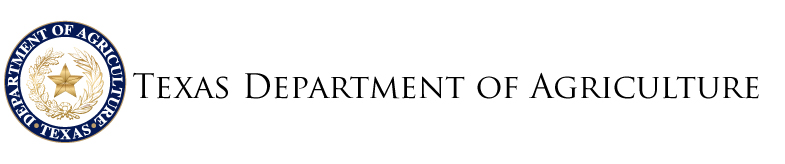 DEPARTMENT OF AGRICULTURE
TEXAS
TEXAS DEPARTMENT OF AGRICULTURE